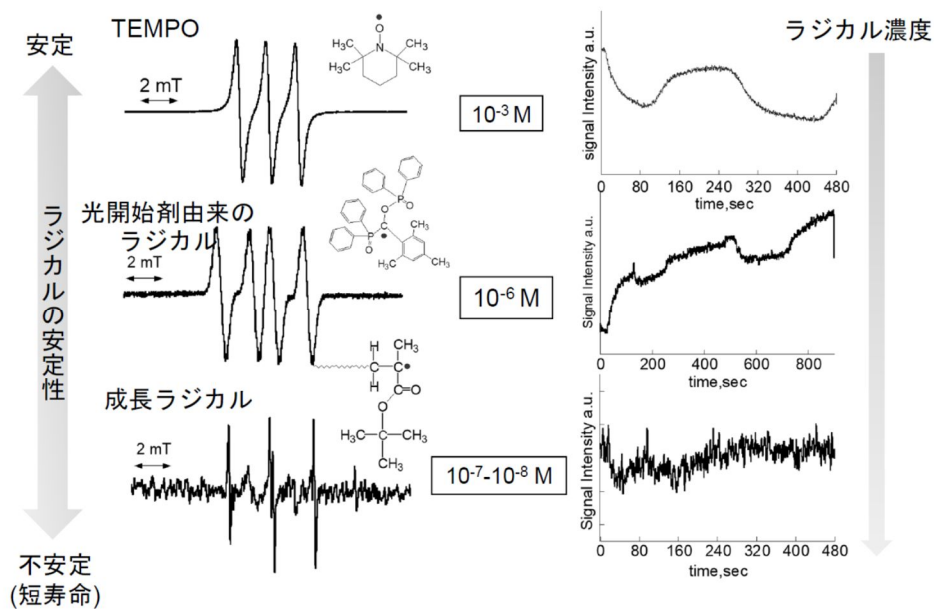 安定
TEMPO
2 mT
O
N
H₃C
CH₃
H₃C
CH₃
10⁻³ M
ラジカル濃度
signal Intensity a.u.
0 80 160 240 320 400 480
time,sec
ラジカルの安定性
光開始剤由来の
ラジカル
2 mT
O
P
O
P
C
O
CH₃
H₃C
CH₃
10⁻⁶ M
Signal Intensity a.u.
0 200 400 600 800
time,sec
成長ラジカル
2 mT
H CH₃
C C
H C=O
O
H₃C C CH₃
CH₃
10⁻⁷-10⁻⁸ M
Signal Intensity a.u.
0 80 160 240 320 400 480
time,sec
不安定
(短寿命)